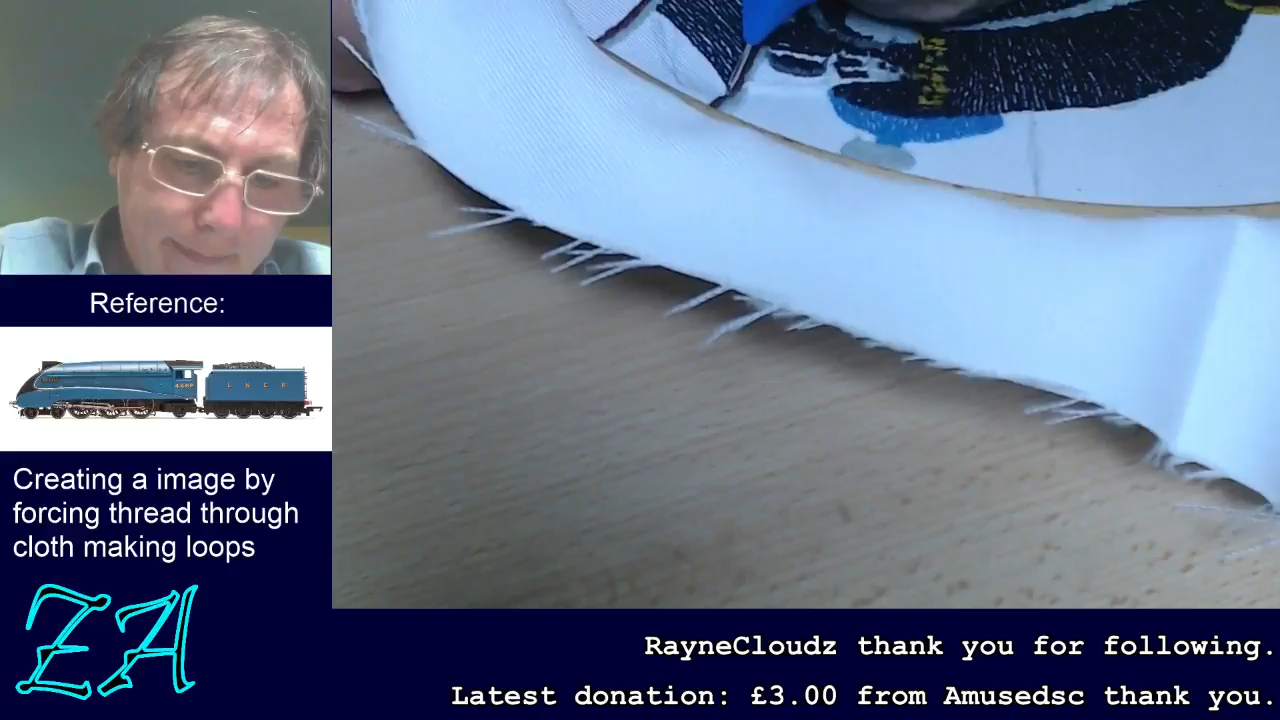 Reference:
Creating a image by
forcing thread through
cloth making loops
ZA
RayneCloudz thank you for following.
Latest donation: £3.00 from Amusedsc thank you.